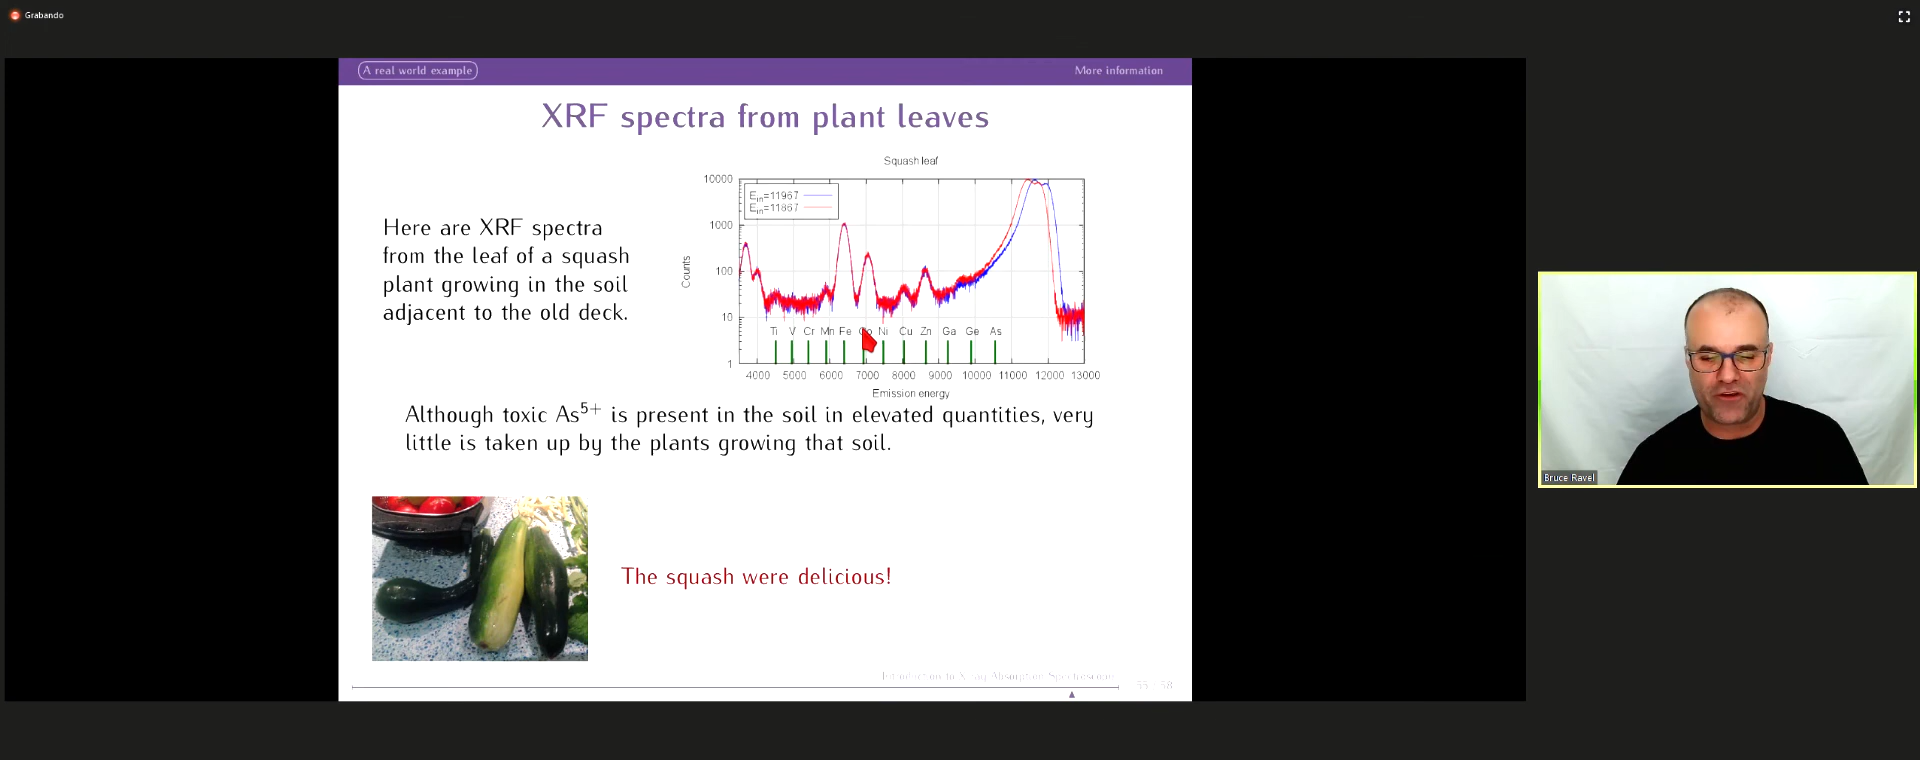 Grabando
A real world example
More information
XRF spectra from plant leaves
Here are XRF spectra
from the leaf of a squash
plant growing in the soil
adjacent to the old deck.
Squash leaf
10000
1000
100
10
1
Counts
E_in=11967
E_in=11867
Ti V Cr Mn Fe Co Ni Cu Zn Ga Ge As
4000 5000 6000 7000 8000 9000 10000 11000 12000 13000
Emission energy
Although toxic As⁵⁺ is present in the soil in elevated quantities, very
little is taken up by the plants growing that soil.
The squash were delicious!
Introduction to X-ray Absorption Spectroscopy
55 / 58
Bruce Ravel